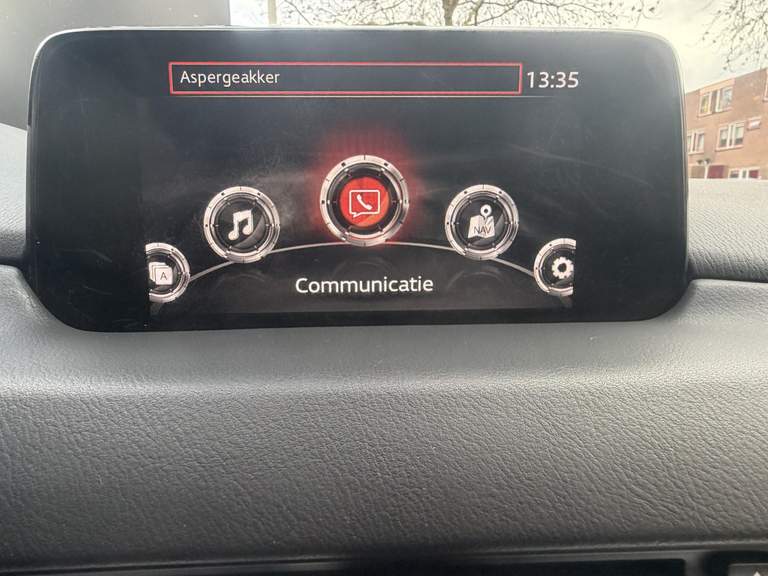 Aspergeakker
13:35
NAV
A
Communicatie